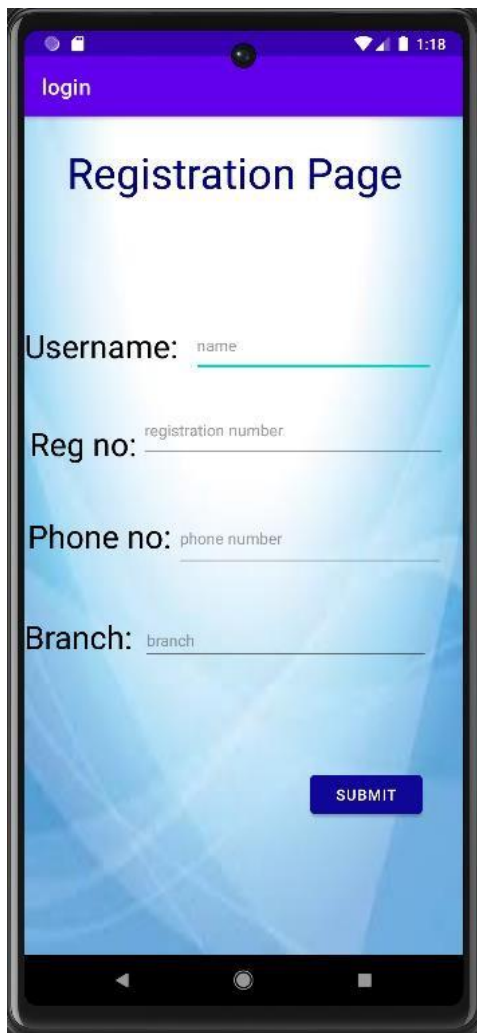 1:18
login
Registration Page
Username: name
Reg no: registration number
Phone no: phone number
Branch: branch
SUBMIT